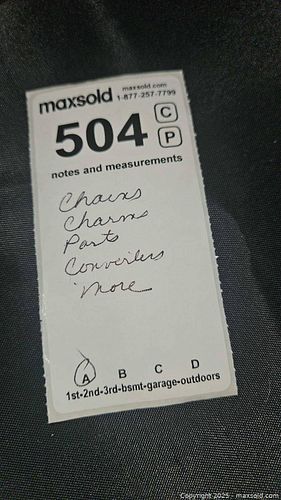 maxsold
maxsold.com
1-877-257-7799
504
C
P
notes and measurements
Chains
Charms
Parts
Converters
more
A B C D
1st-2nd-3rd-bsmt-garage-outdoors
Copyright © 2025 - maxsold.com